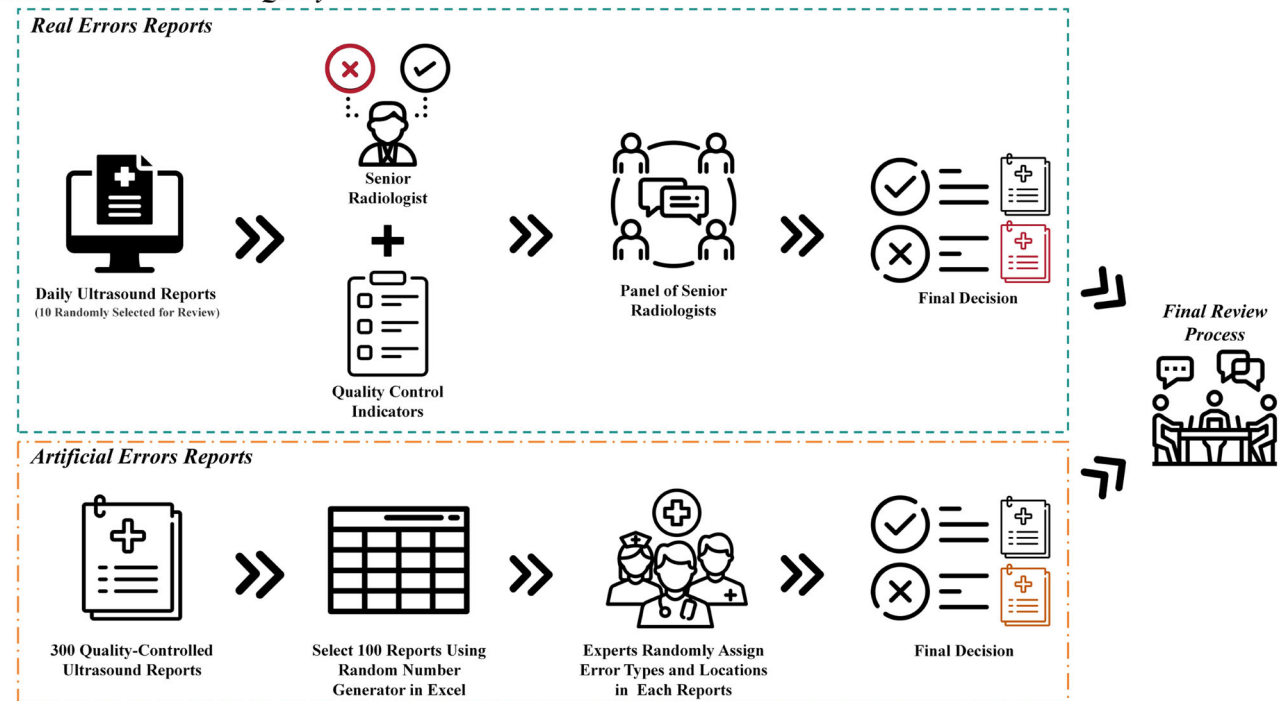 Real Errors Reports
Senior
Radiologist
Daily Ultrasound Reports
(10 Randomly Selected for Review)
Quality Control
Indicators
Panel of Senior
Radiologists
Final Decision
Final Review
Process
Artificial Errors Reports
300 Quality-Controlled
Ultrasound Reports
Select 100 Reports Using
Random Number
Generator in Excel
Experts Randomly Assign
Error Types and Locations
in Each Reports
Final Decision